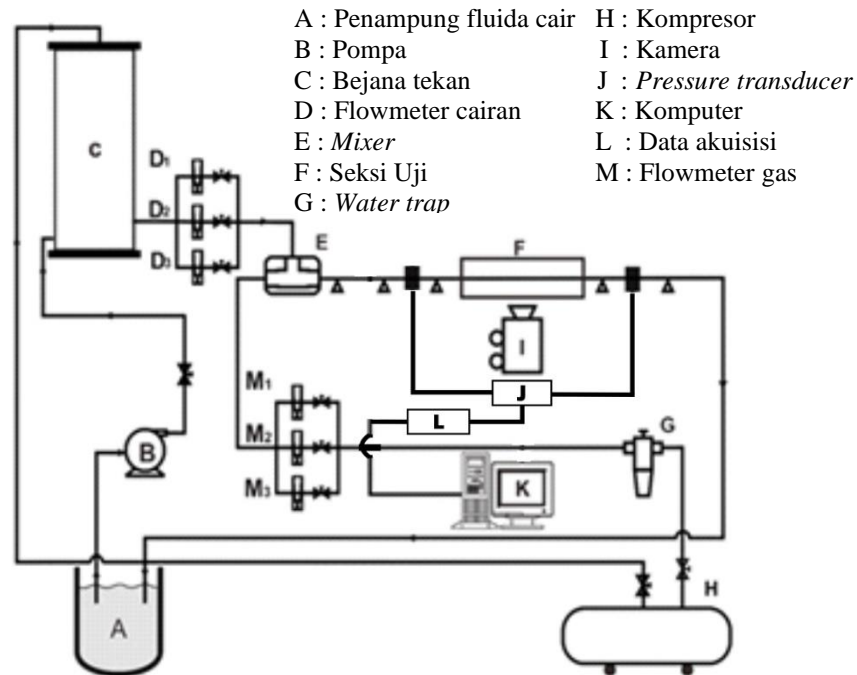 A : Penampung fluida cair
B : Pompa
C : Bejana tekan
D : Flowmeter cairan
E : Mixer
F : Seksi Uji
G : Water trap
H : Kompresor
I : Kamera
J : Pressure transducer
K : Komputer
L : Data akuisisi
M : Flowmeter gas
C
D1
D2
D3
E
F
I
J
L
M1
M2
M3
K
G
B
A
H